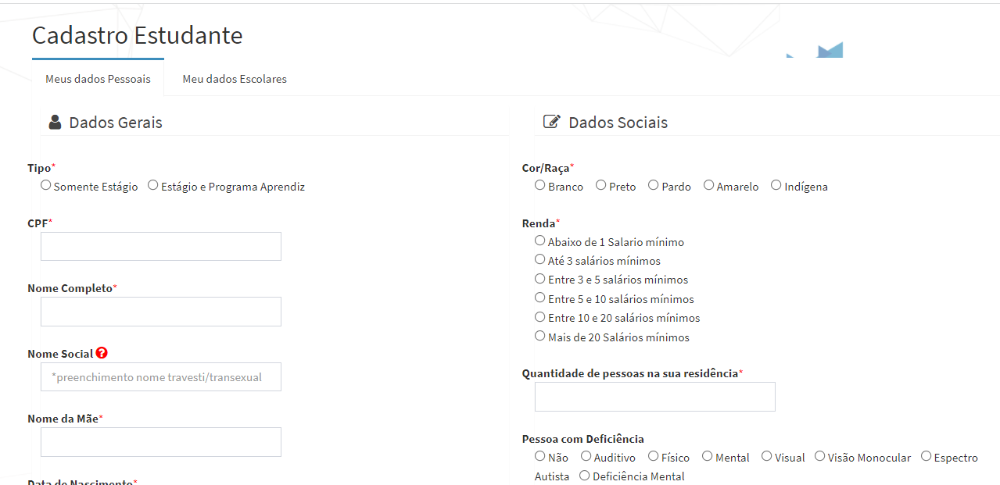 Cadastro Estudante
Meus dados Pessoais
Meu dados Escolares
Dados Gerais
Tipo*
Somente Estágio Estágio e Programa Aprendiz
CPF*
Nome Completo*
Nome Social ?
*preenchimento nome travesti/transexual
Nome da Mãe*
Data de Nascimento*
Dados Sociais
Cor/Raça*
Branco Preto Pardo Amarelo Indígena
Renda*
Abaixo de 1 Salario mínimo
Até 3 salários mínimos
Entre 3 e 5 salários mínimos
Entre 5 e 10 salários mínimos
Entre 10 e 20 salários mínimos
Mais de 20 Salários mínimos
Quantidade de pessoas na sua residência*
Pessoa com Deficiência
Não Auditivo Físico Mental Visual Visão Monocular Espectro
Autista Deficiência Mental